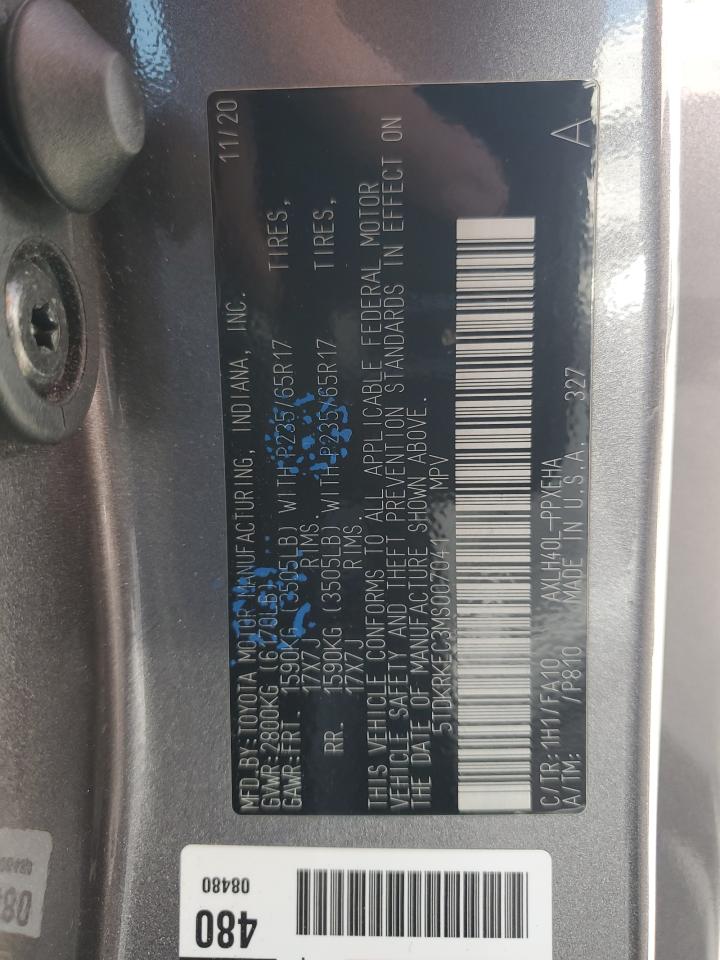 MFD.BY:TOYOTA MOTOR MANUFACTURING, INDIANA, INC. 11/20
GVWR:2800KG (6170LB)
GAWR:FRT. 1590KG (3505LB) WITH P235/65R17 TIRES,
17X7J RIMS.
RR. 1590KG (3505LB) WITH P235/65R17 TIRES,
17X7J RIMS.
THIS VEHICLE CONFORMS TO ALL APPLICABLE FEDERAL MOTOR
VEHICLE SAFETY AND THEFT PREVENTION STANDARDS IN EFFECT ON
THE DATE OF MANUFACTURE SHOWN ABOVE.
5TDKRKEC3MS007041 MPV
C/TR:1H1/FA10 AXLH40L-PPXEHA
A/TM: /P810 MADE IN U.S.A. 327 A
480
08480